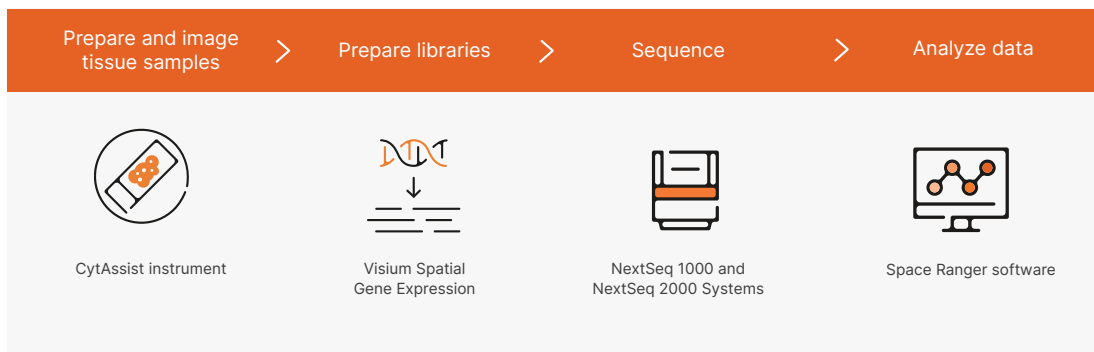 Prepare and image
tissue samples
Prepare libraries
Sequence
Analyze data
CytAssist instrument
Visium Spatial
Gene Expression
NextSeq 1000 and
NextSeq 2000 Systems
Space Ranger software